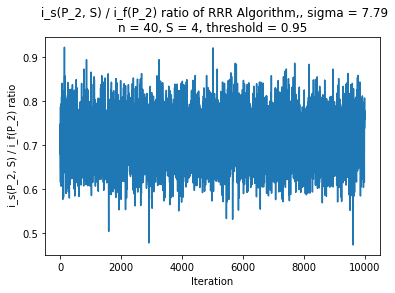 i_s(P_2, S) / i_f(P_2) ratio of RRR Algorithm,, sigma = 7.79
n = 40, S = 4, threshold = 0.95
i_s(P_2, S) / i_f(P_2) ratio
0.9
0.8
0.7
0.6
0.5
0 2000 4000 6000 8000 10000
Iteration